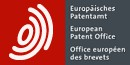 Europäisches
Patentamt
European
Patent Office
Office européen
des brevets